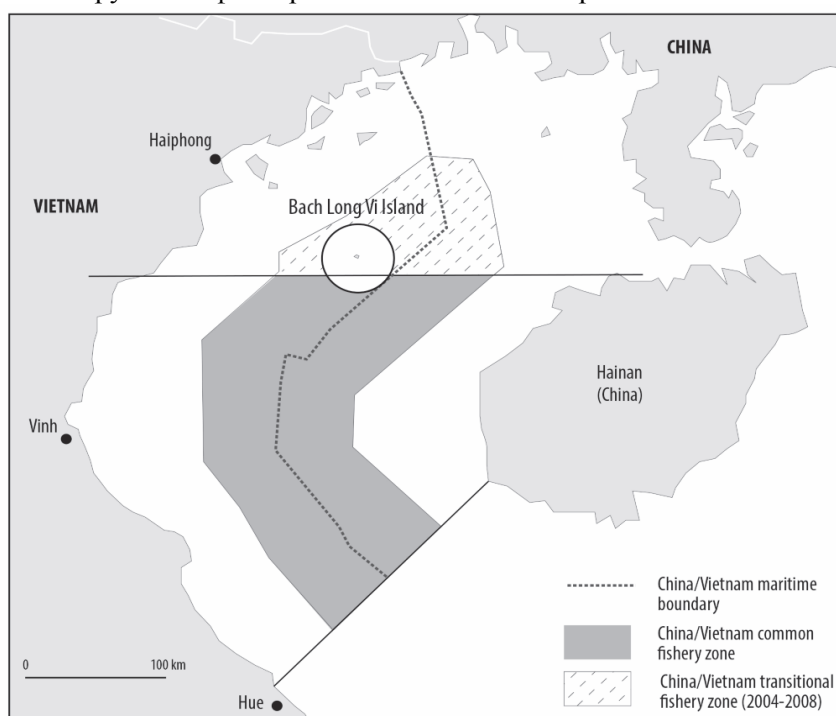 CHINA
Haiphong
VIETNAM
Bach Long Vi Island
Hainan
(China)
Vinh
China/Vietnam maritime
boundary
China/Vietnam common
fishery zone
0 100 km
China/Vietnam transitional
fishery zone (2004-2008)
Hue